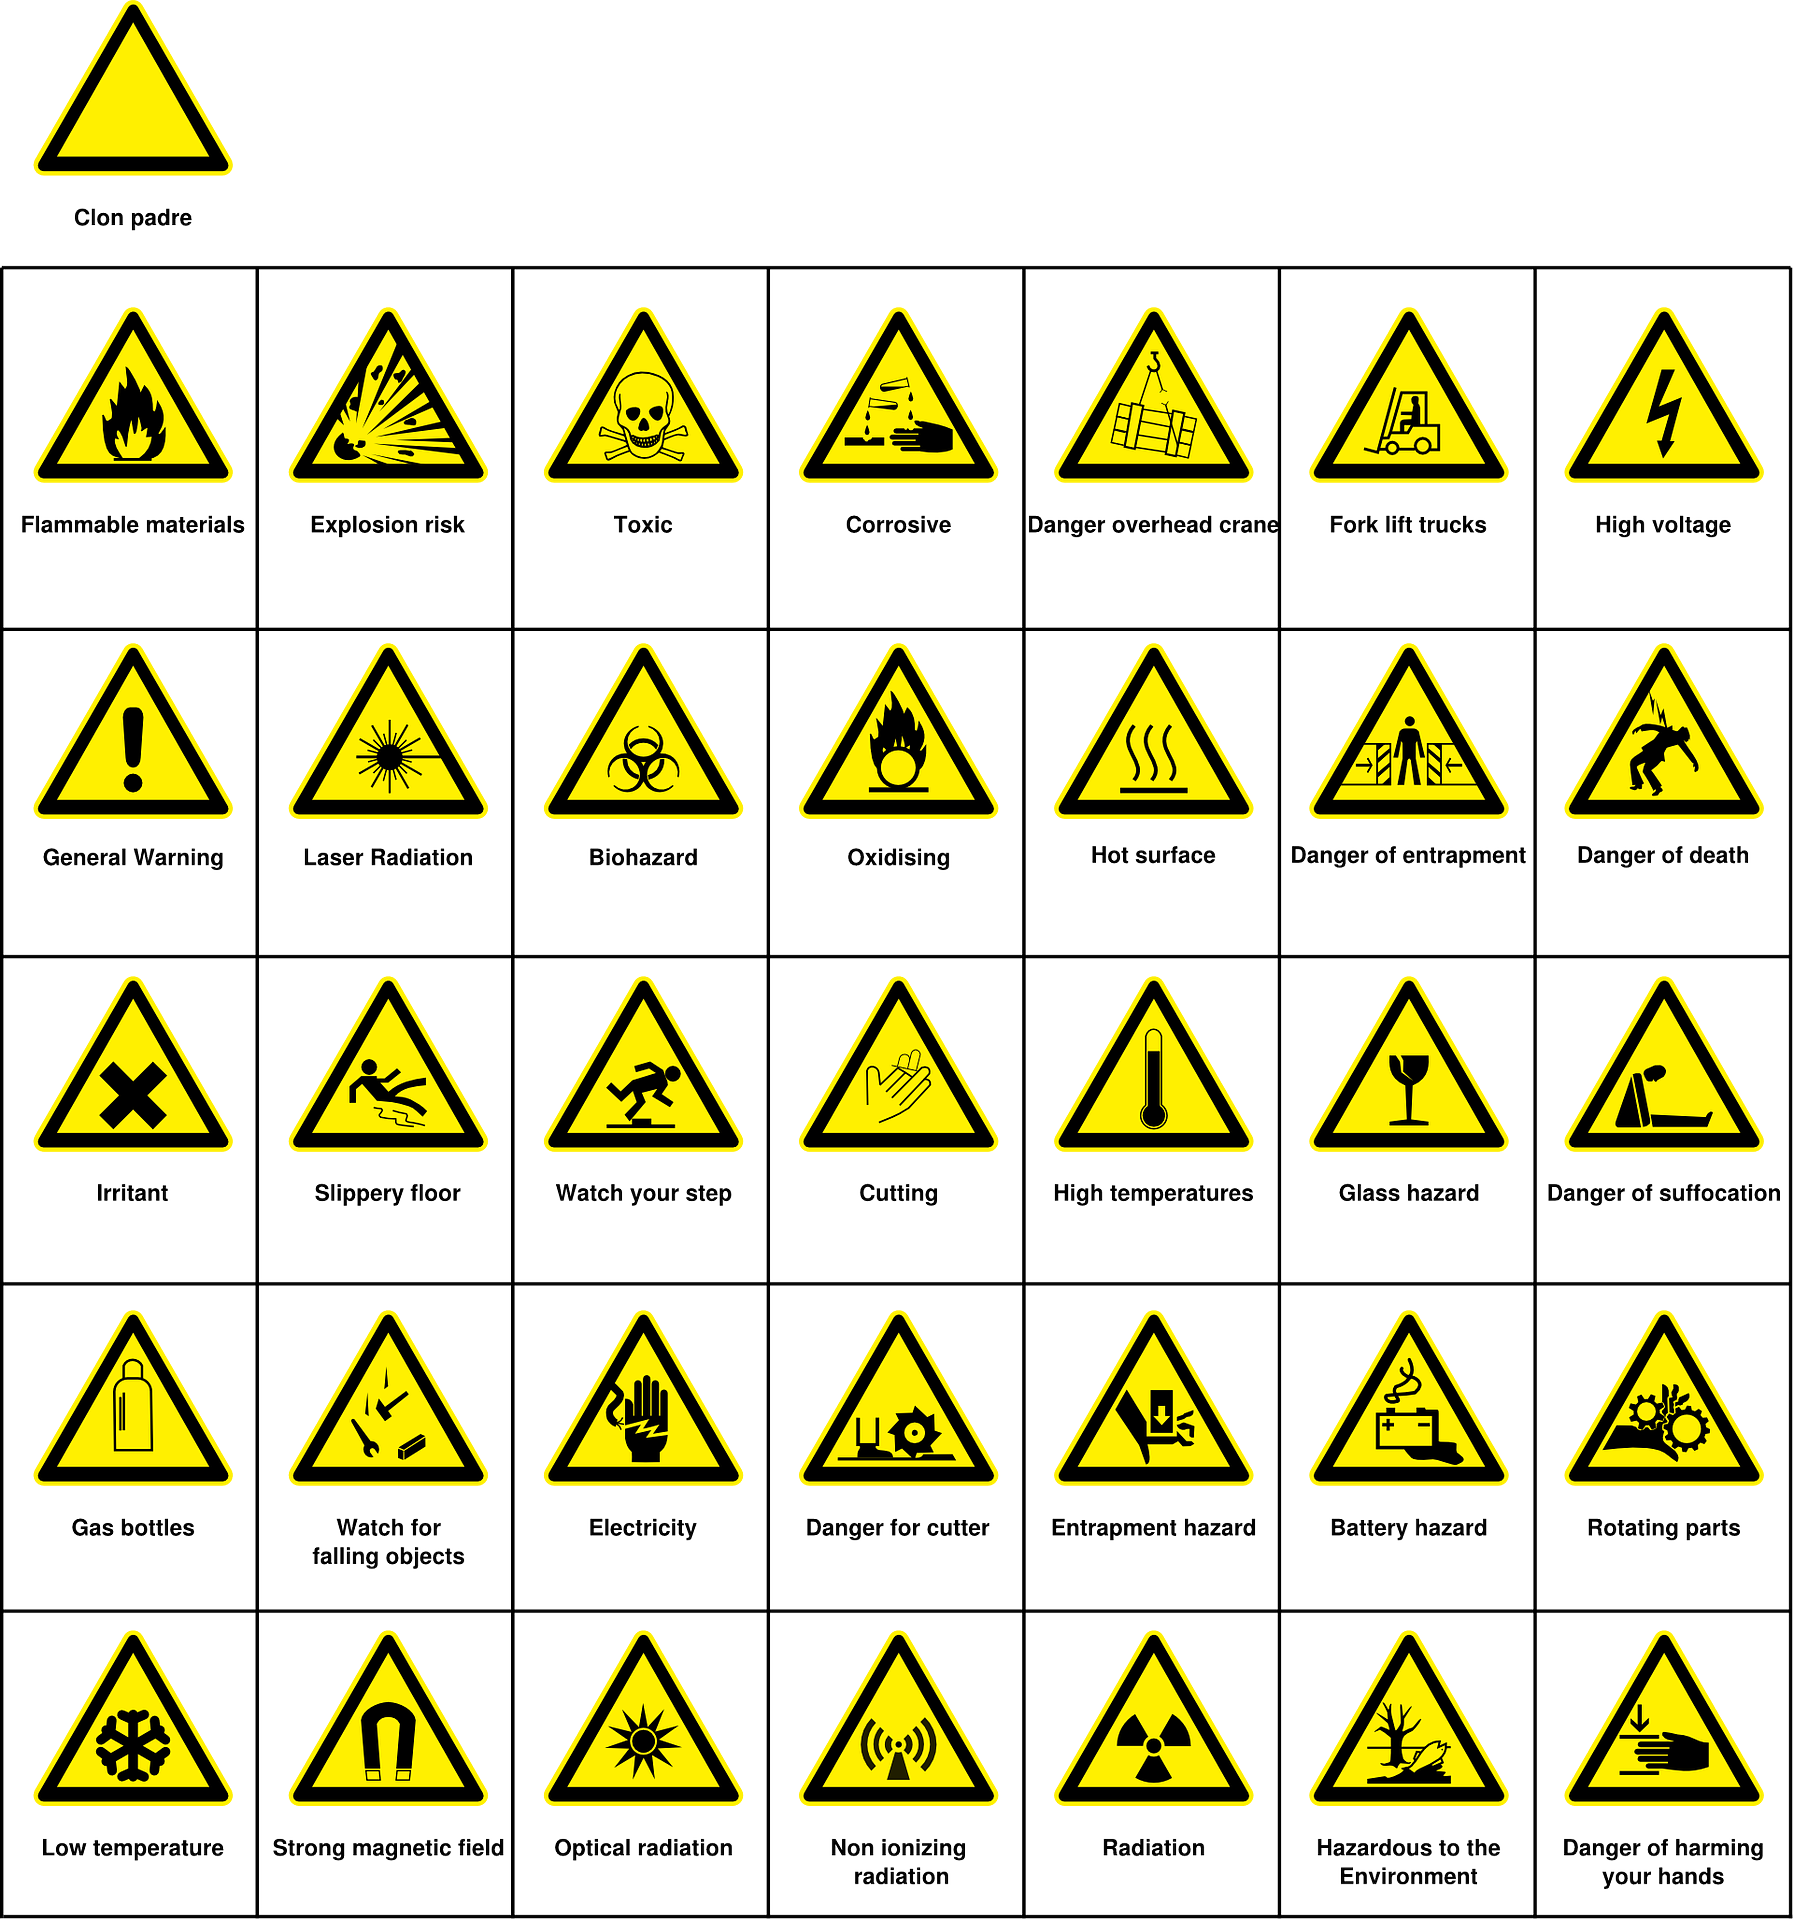 Clon padre
Flammable materials
Explosion risk
Toxic
Corrosive
Danger overhead crane
Fork lift trucks
High voltage
General Warning
Laser Radiation
Biohazard
Oxidising
Hot surface
Danger of entrapment
Danger of death
Irritant
Slippery floor
Watch your step
Cutting
High temperatures
Glass hazard
Danger of suffocation
Gas bottles
Watch for
falling objects
Electricity
Danger for cutter
Entrapment hazard
Battery hazard
Rotating parts
Low temperature
Strong magnetic field
Optical radiation
Non ionizing
radiation
Radiation
Hazardous to the
Environment
Danger of harming
your hands